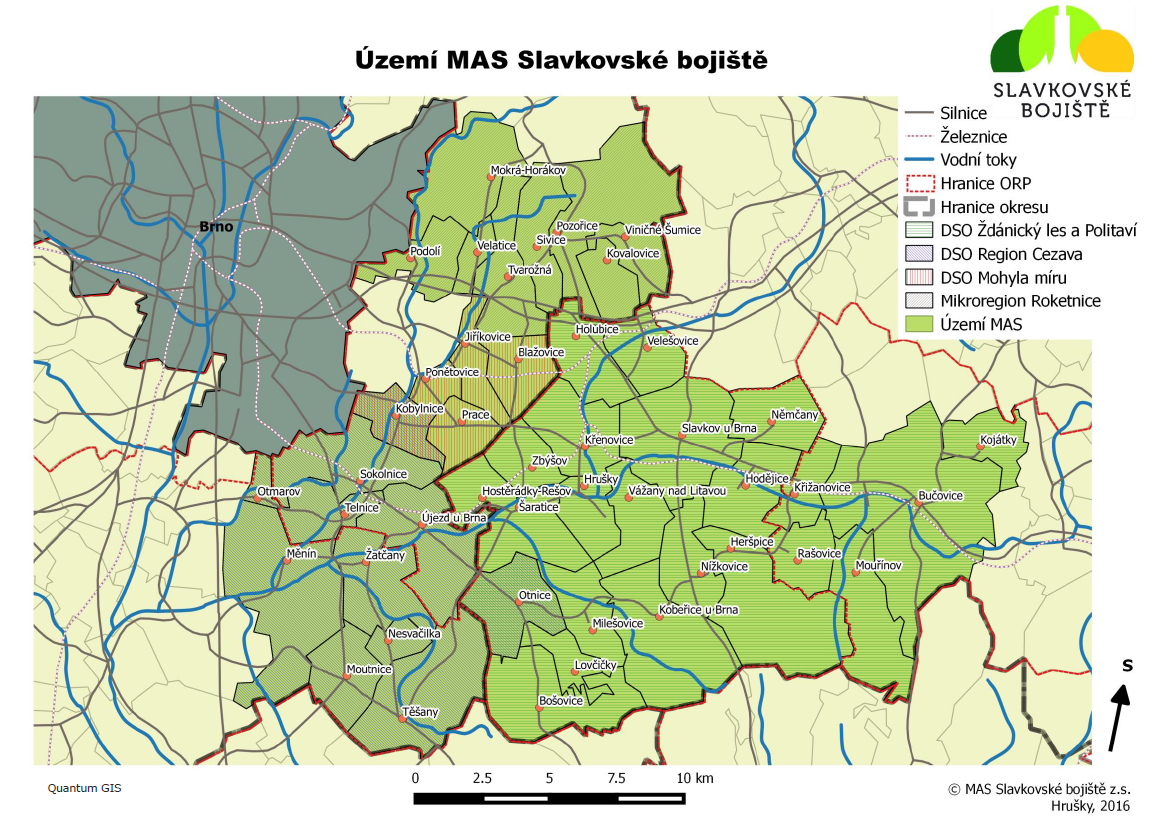 Území MAS Slavkovské bojiště
SLAVKOVSKÉ
BOJIŠTĚ
Silnice
Železnice
Vodní toky
Hranice ORP
Hranice okresu
DSO Ždánický les a Politaví
DSO Region Cezava
DSO Mohyla míru
Mikroregion Roketnice
Území MAS
Mokrá-Horákov
Brno
Pozořice
Viničné Šumice
Sivice
Velatice
Podolí
Kovalovice
Tvarožná
Holubice
Jiříkovice
Velešovice
Blažovice
Ponětovice
Kobylnice
Prace
Němčany
Slavkov u Brna
Křenovice
Kojátky
Zbýšov
Sokolnice
Hrušky
Hodějice
Otmarov
Hostěrádky-Rešov
Vážany nad Litavou
Křižanovice
Bučovice
Telnice
Šaratice
Újezd u Brna
Heršpice
Měnín
Žatčany
Rašovice
Nížkovice
Mouřínov
Otnice
Kobeřice u Brna
Milešovice
Nesvačilka
Lovčičky
Moutnice
Bošovice
Těšany
S
0 2.5 5 7.5 10 km
Quantum GIS
© MAS Slavkovské bojiště z.s.
Hrušky, 2016